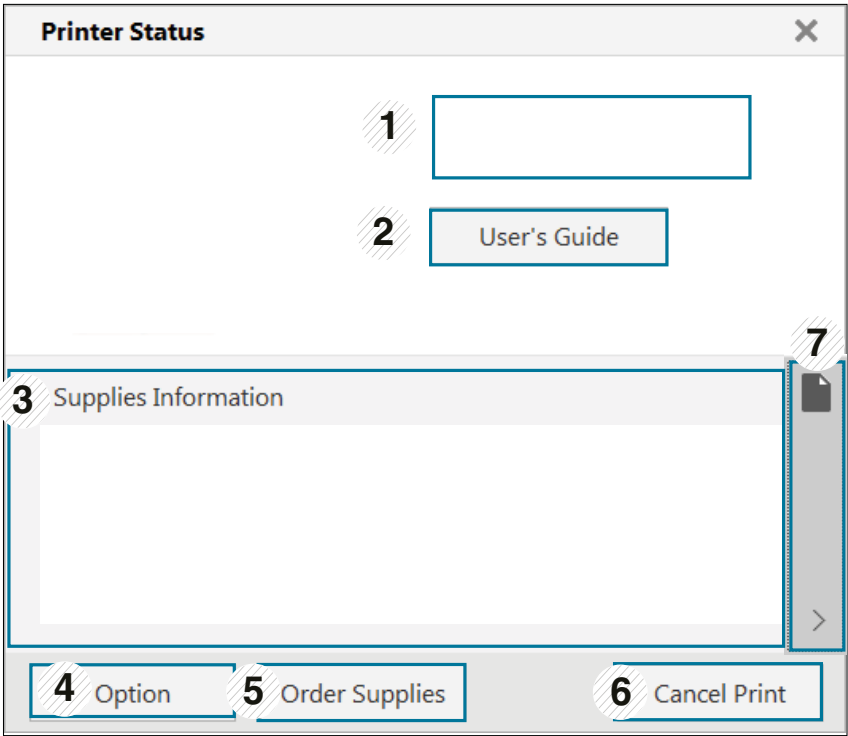 Printer Status
1
2 User's Guide
7
3 Supplies Information
4 Option 5 Order Supplies 6 Cancel Print